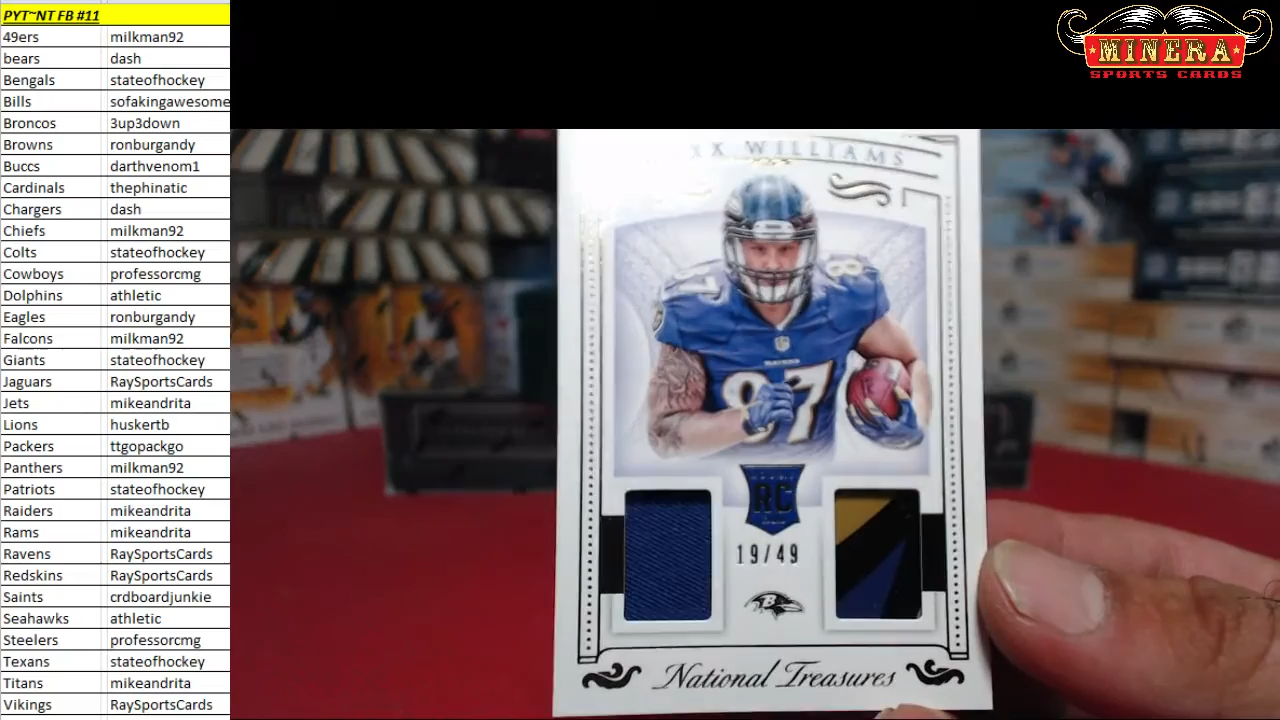 PYT~NT FB #11
49ers milkman92
bears dash
Bengals stateofhockey
Bills sofakingawesome
Broncos 3up3down
Browns ronburgandy
Buccs darthvenom1
Cardinals thephinatic
Chargers dash
Chiefs milkman92
Colts stateofhockey
Cowboys professorcmg
Dolphins athletic
Eagles ronburgandy
Falcons milkman92
Giants stateofhockey
Jaguars RaySportsCards
Jets mikeandrita
Lions huskertb
Packers ttgopackgo
Panthers milkman92
Patriots stateofhockey
Raiders mikeandrita
Rams mikeandrita
Ravens RaySportsCards
Redskins RaySportsCards
Saints crdboardjunkie
Seahawks athletic
Steelers professorcmg
Texans stateofhockey
Titans mikeandrita
Vikings RaySportsCards
MINERA
SPORTS CARDS
XX WILLIAMS
87
87
RC
19/49
National Treasures